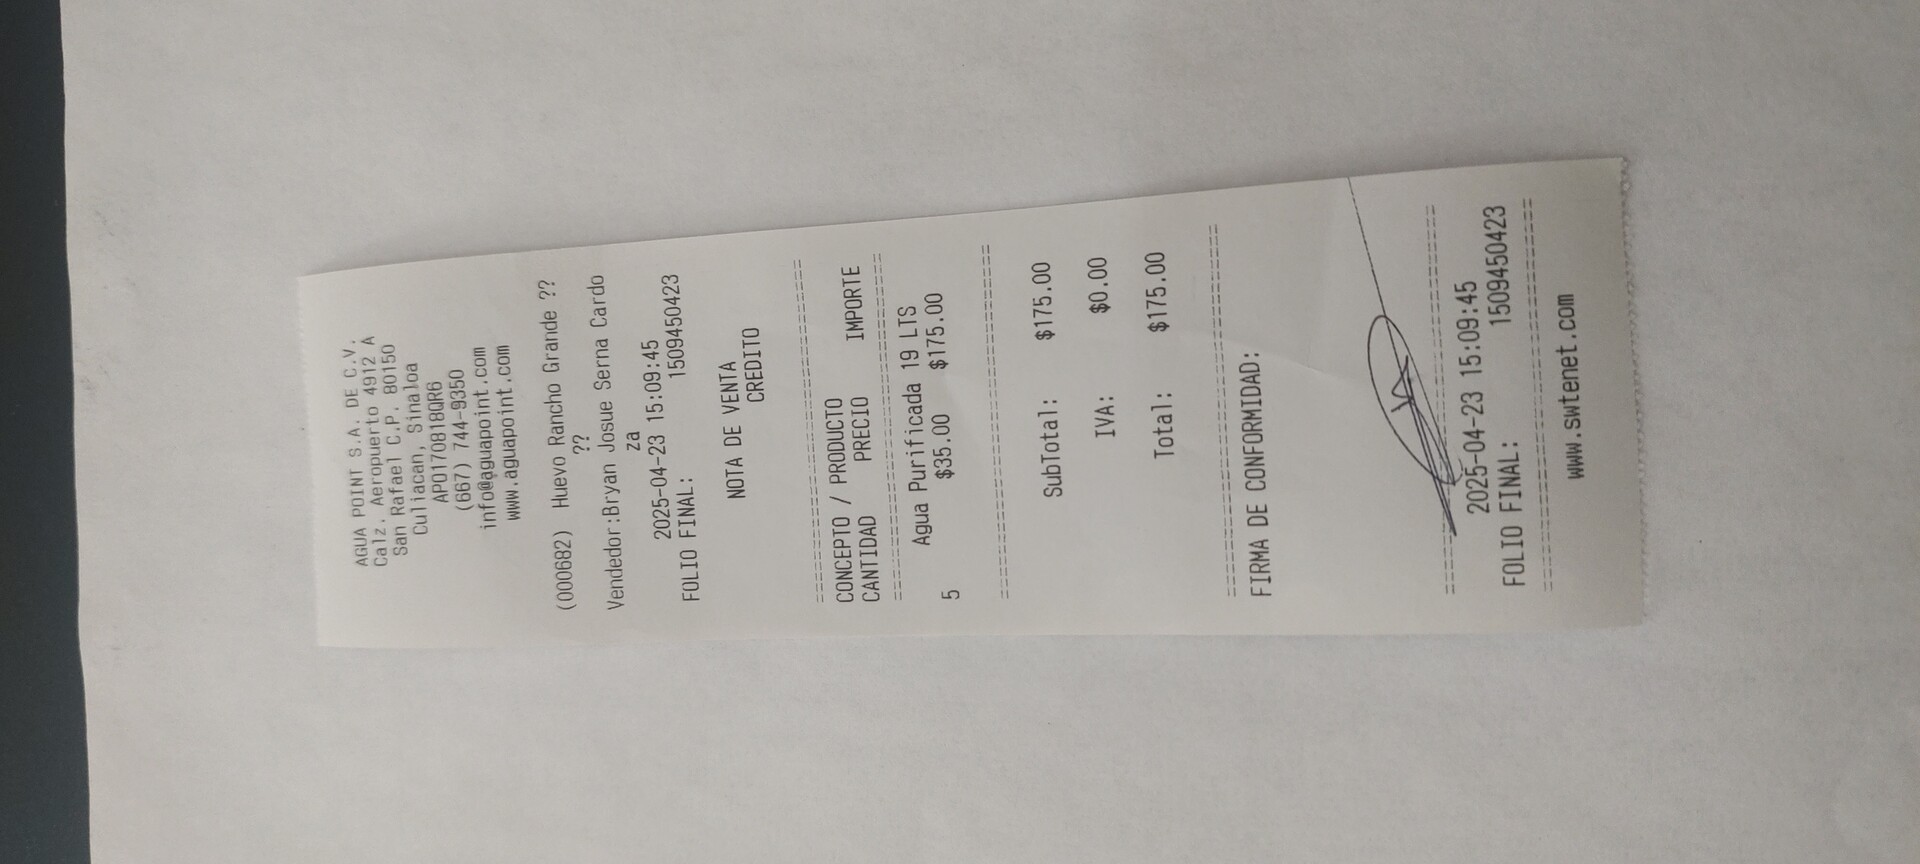 AGUA POINT S.A. DE C.V.
Calz. Aeropuerto 4912 A
San Rafael C.P. 80150
Culiacan, Sinaloa
APO1708180R6
(667) 744-9350
info@aguapoint.com
www.aguapoint.com
(000682) Huevo Rancho Grande ??
??
Vendedor:Bryan Josue Serna Cardo
za
2025-04-23 15:09:45
FOLIO FINAL: 1509450423
NOTA DE VENTA
CREDITO
CONCEPTO / PRODUCTO
CANTIDAD PRECIO IMPORTE
Agua Purificada 19 LTS
5 $35.00 $175.00
SubTotal: $175.00
IVA: $0.00
Total: $175.00
FIRMA DE CONFORMIDAD:
2025-04-23 15:09:45
FOLIO FINAL: 1509450423
www.swtenet.com